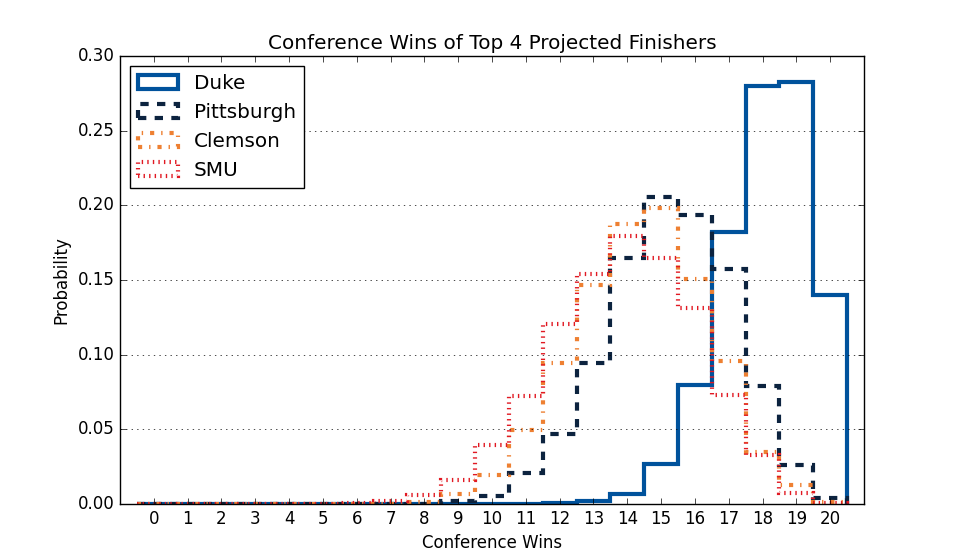 Conference Wins of Top 4 Projected Finishers
0.30
0.25
0.20
0.15
0.10
0.05
0.00
Probability
Duke
Pittsburgh
Clemson
SMU
0 1 2 3 4 5 6 7 8 9 10 11 12 13 14 15 16 17 18 19 20
Conference Wins